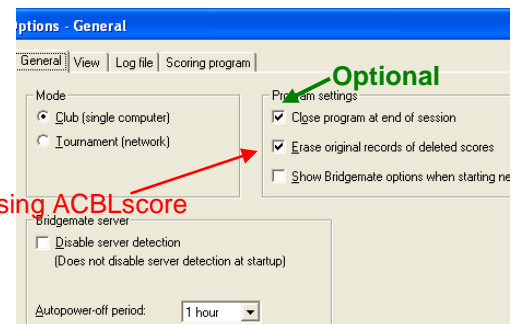 ptions - General
General View Log file Scoring program
Optional
Mode
Program settings
Club (single computer)
Close program at end of session
Tournament (network)
Erase original records of deleted scores
Show Bridgemate options when starting ne
sing ACBLscore
Bridgemate server
Disable server detection
(Does not disable server detection at startup)
Autopower-off period: 1 hour